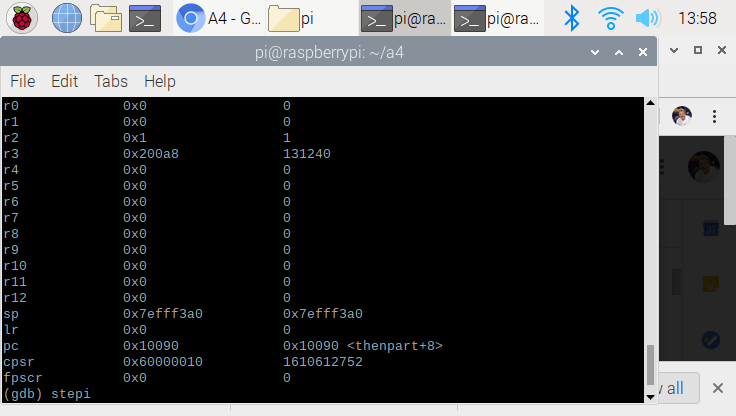 A4 - G...
pi
pi@ras...
pi@ra...
13:58
pi@raspberrypi: ~/a4
File Edit Tabs Help
r0 0x0 0
r1 0x0 0
r2 0x1 1
r3 0x200a8 131240
r4 0x0 0
r5 0x0 0
r6 0x0 0
r7 0x0 0
r8 0x0 0
r9 0x0 0
r10 0x0 0
r11 0x0 0
r12 0x0 0
sp 0x7efff3a0 0x7efff3a0
lr 0x0 0
pc 0x10090 0x10090 <thenpart+8>
cpsr 0x60000010 1610612752
fpscr 0x0 0
(gdb) stepi
all